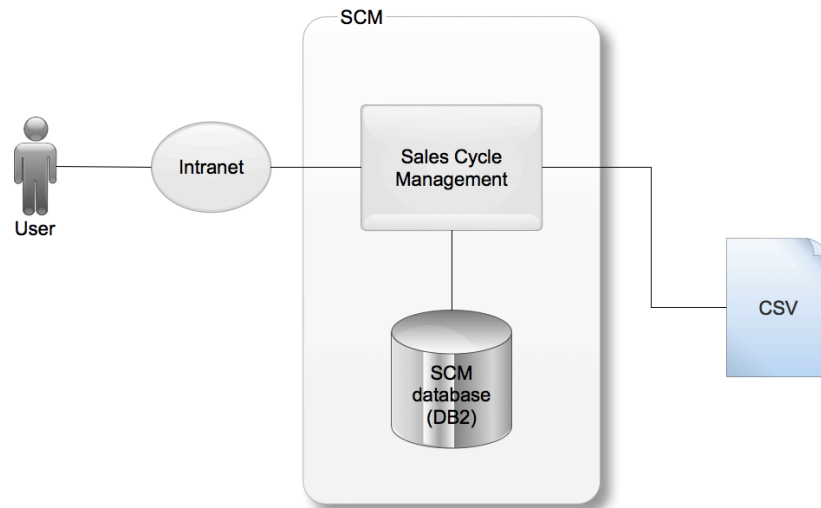 SCM
User
Intranet
Sales Cycle
Management
SCM
database
(DB2)
CSV